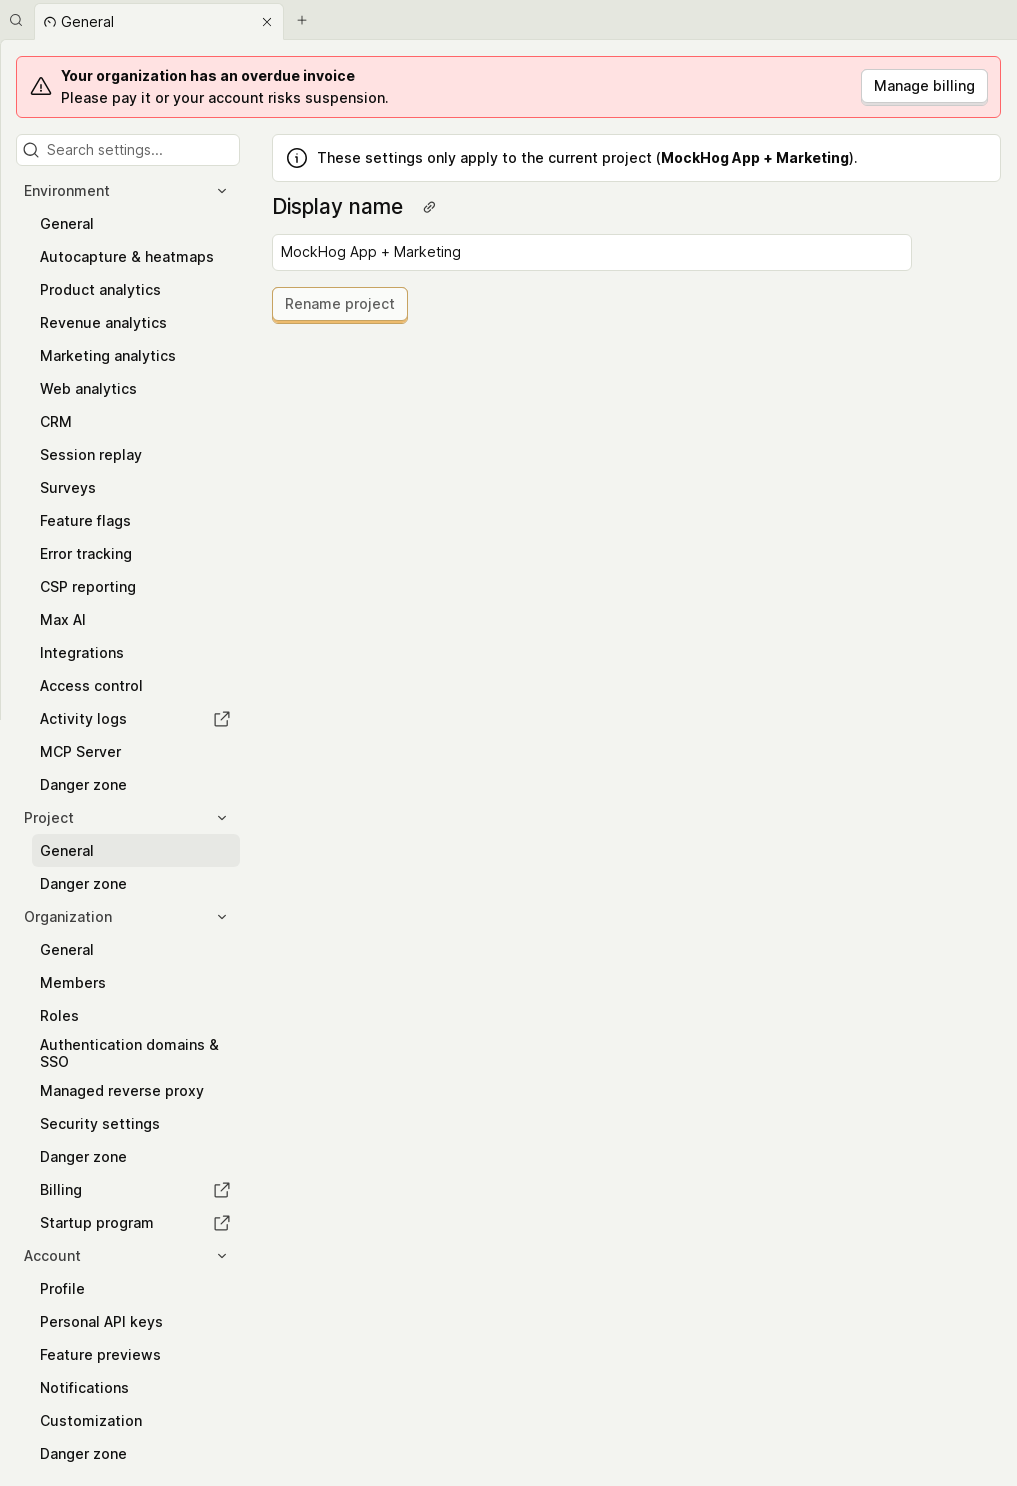 General
Your organization has an overdue invoice
Please pay it or your account risks suspension.
Manage billing
Search settings...
Environment
General
Autocapture & heatmaps
Product analytics
Revenue analytics
Marketing analytics
Web analytics
CRM
Session replay
Surveys
Feature flags
Error tracking
CSP reporting
Max AI
Integrations
Access control
Activity logs
MCP Server
Danger zone
Project
General
Danger zone
Organization
General
Members
Roles
Authentication domains &
SSO
Managed reverse proxy
Security settings
Danger zone
Billing
Startup program
Account
Profile
Personal API keys
Feature previews
Notifications
Customization
Danger zone
These settings only apply to the current project (MockHog App + Marketing).
Display name
MockHog App + Marketing
Rename project